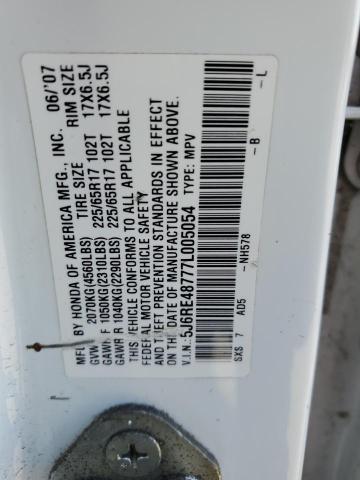 MFD. BY HONDA OF AMERICA MFG., INC. 06/'07
TIRE SIZE RIM SIZE
GVW 2070KG(4560LBS) 225/65R17 102T 17X6.5J
GAWR F 1050KG(2310LBS) 225/65R17 102T 17X6.5J
GAWR R 1040KG(2290LBS)
THIS VEHICLE CONFORMS TO ALL APPLICABLE
FEDERAL MOTOR VEHICLE SAFETY
AND THEFT PREVENTION STANDARDS IN EFFECT
ON THE DATE OF MANUFACTURE SHOWN ABOVE.
V.I.N.: 5J6RE48777L005054 TYPE: MPV
NH578 -B -L
SXS 7 AD5